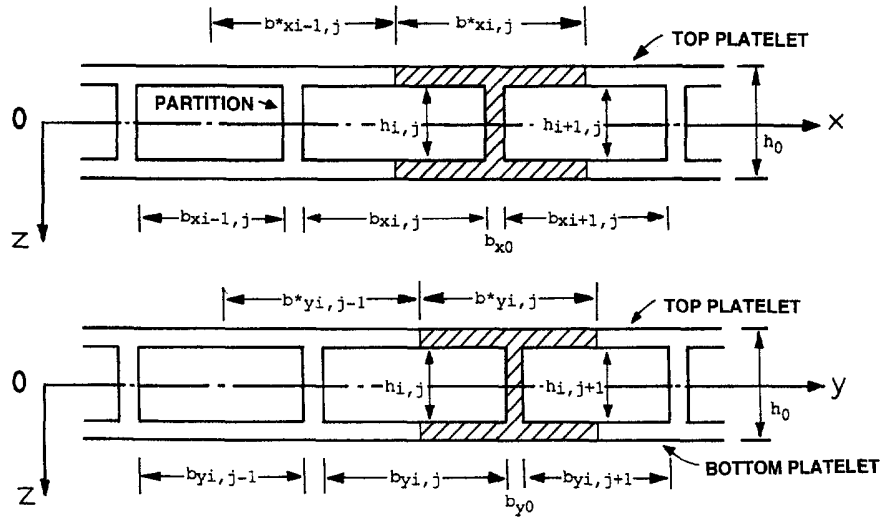 b*xi-1,j b*xi,j
TOP PLATELET
PARTITION
0 hi,j hi+1,j x
h0
bxi-1,j bxi,j bxi+1,j
bx0
z
b*yi,j-1 b*yi,j
TOP PLATELET
0 hi,j hi,j+1 y
h0
byi,j-1 byi,j byi,j+1
BOTTOM PLATELET
by0
z